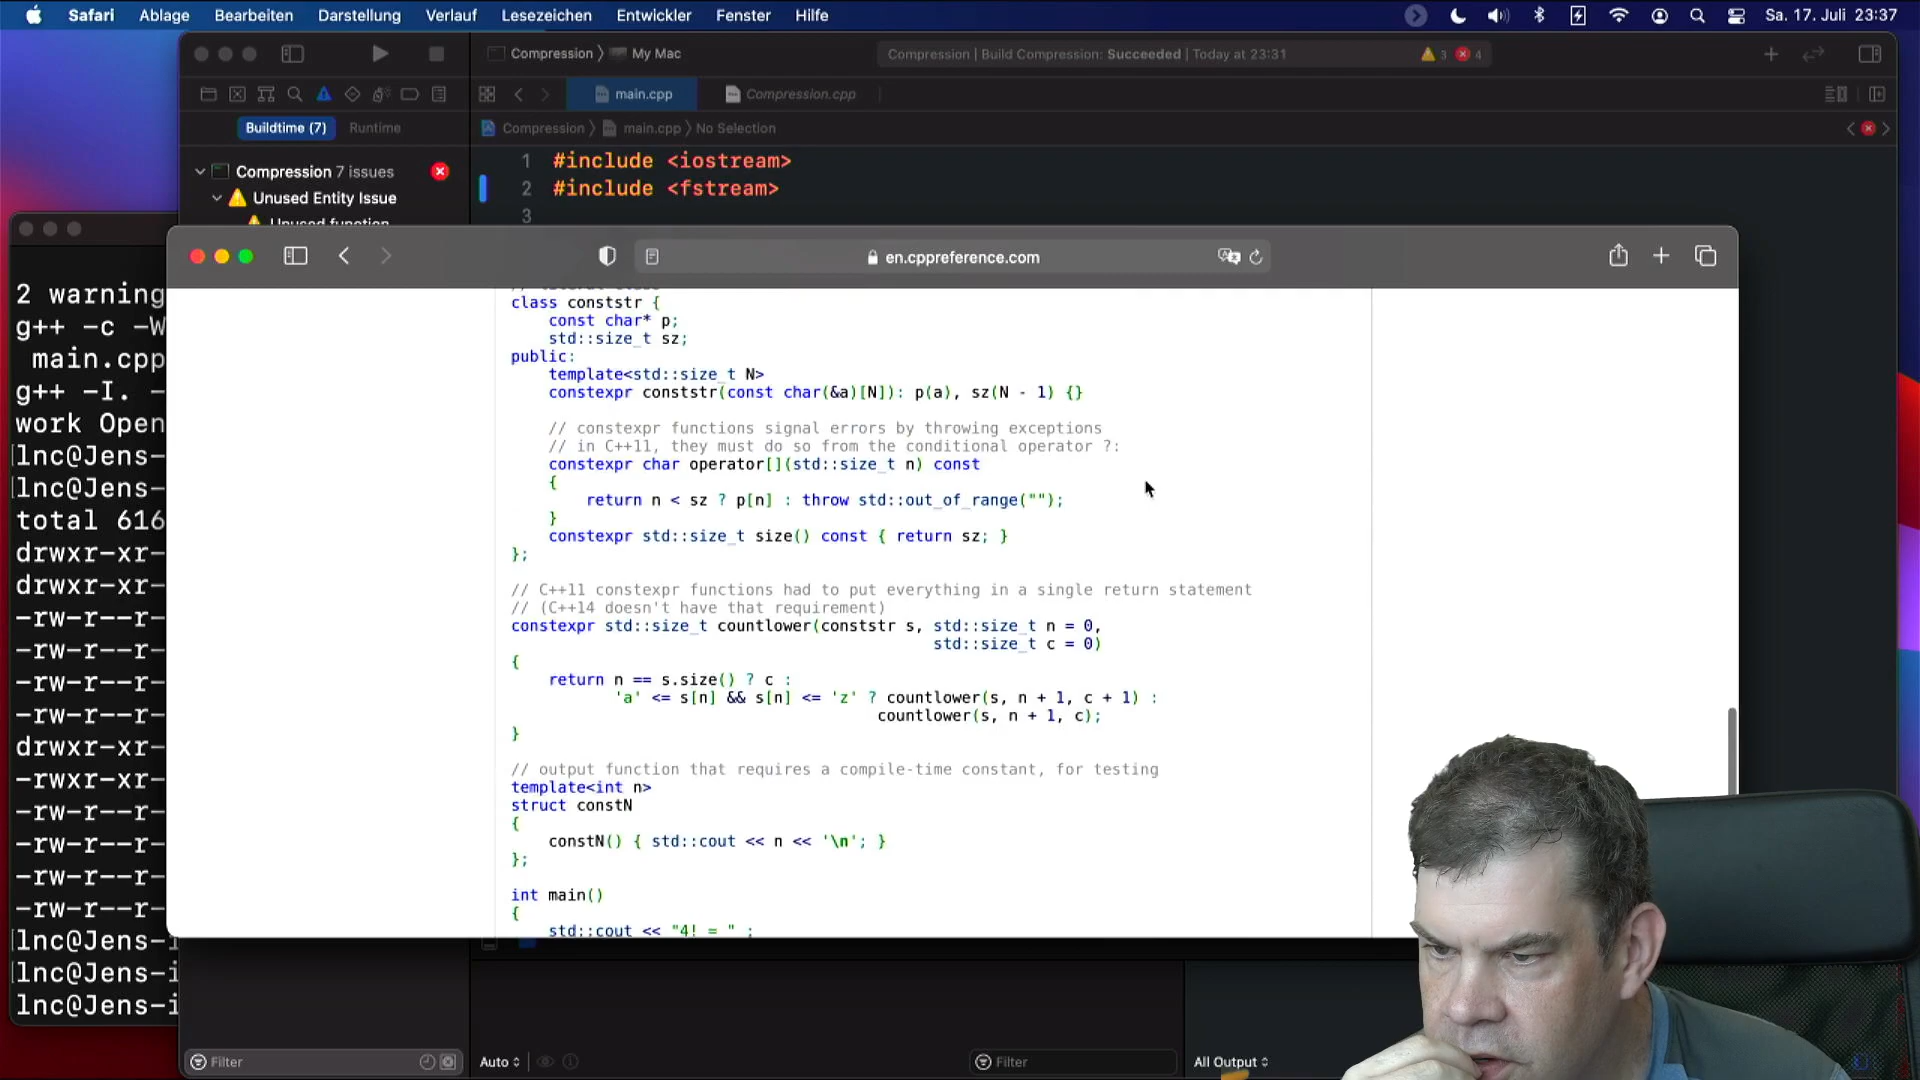 Safari Ablage Bearbeiten Darstellung Verlauf Lesezeichen Entwickler Fenster Hilfe Sa. 17. Juli 23:37
Compression 〉 My Mac
Compression | Build Compression: Succeeded | Today at 23:31 3 4
main.cpp
Compression.cpp
Buildtime (7) Runtime
Compression 〉 main.cpp 〉 No Selection
Compression 7 issues
Unused Entity Issue
Unused function
1 #include <iostream>
2 #include <fstream>
3
en.cppreference.com
2 warning
g++ -c -W
main.cpp
g++ -I. -
work Open
lnc@Jens-
lnc@Jens-
total 616
drwxr-xr-
drwxr-xr-
-rw-r--r-
-rw-r--r-
-rw-r--r-
-rw-r--r-
-rw-r--r-
drwxr-xr-
-rwxr-xr-
-rw-r--r-
-rw-r--r-
-rw-r--r-
-rw-r--r-
lnc@Jens-i
lnc@Jens-i
lnc@Jens-i
class conststr {
const char* p;
std::size_t sz;
public:
template<std::size_t N>
constexpr conststr(const char(&a)[N]): p(a), sz(N - 1) {}
// constexpr functions signal errors by throwing exceptions
// in C++11, they must do so from the conditional operator ?:
constexpr char operator[](std::size_t n) const
{
return n < sz ? p[n] : throw std::out_of_range("");
}
constexpr std::size_t size() const { return sz; }
};
// C++11 constexpr functions had to put everything in a single return statement
// (C++14 doesn't have that requirement)
constexpr std::size_t countlower(conststr s, std::size_t n = 0,
std::size_t c = 0)
{
return n == s.size() ? c :
'a' <= s[n] && s[n] <= 'z' ? countlower(s, n + 1, c + 1) :
countlower(s, n + 1, c);
}
// output function that requires a compile-time constant, for testing
template<int n>
struct constN
{
constN() { std::cout << n << '\n'; }
};
int main()
{
std::cout << "4! = " ;
Filter
Auto
Filter
All Output